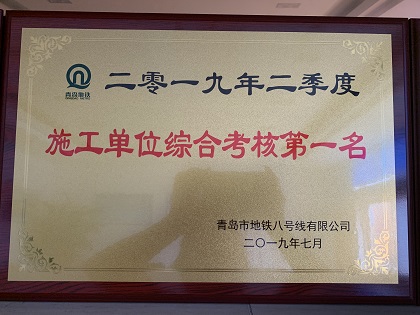 二零一九年二季度
青岛地铁
施工单位综合考核第一名
青岛市地铁八号线有限公司
二〇一九年七月